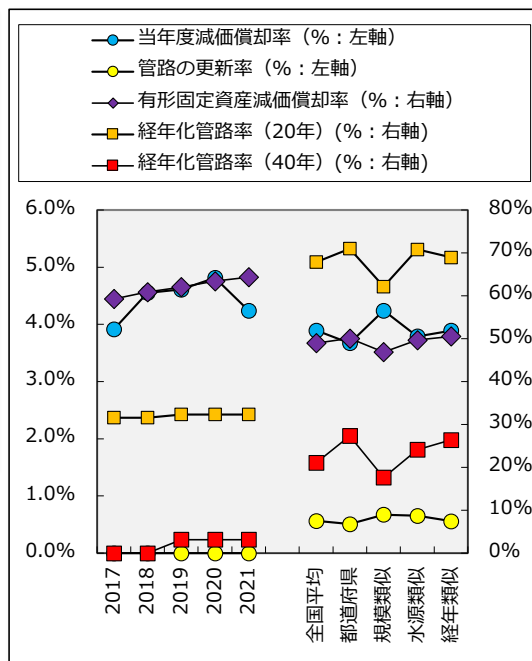 当年度減価償却率（%：左軸）
管路の更新率（%：左軸）
有形固定資産減価償却率（%：右軸）
経年化管路率（20年）(%：右軸)
経年化管路率（40年）(%：右軸)
6.0%
5.0%
4.0%
3.0%
2.0%
1.0%
0.0%
80%
70%
60%
50%
40%
30%
20%
10%
0%
2017
2018
2019
2020
2021
全国平均
都道府県
規模類似
水源類似
経年類似